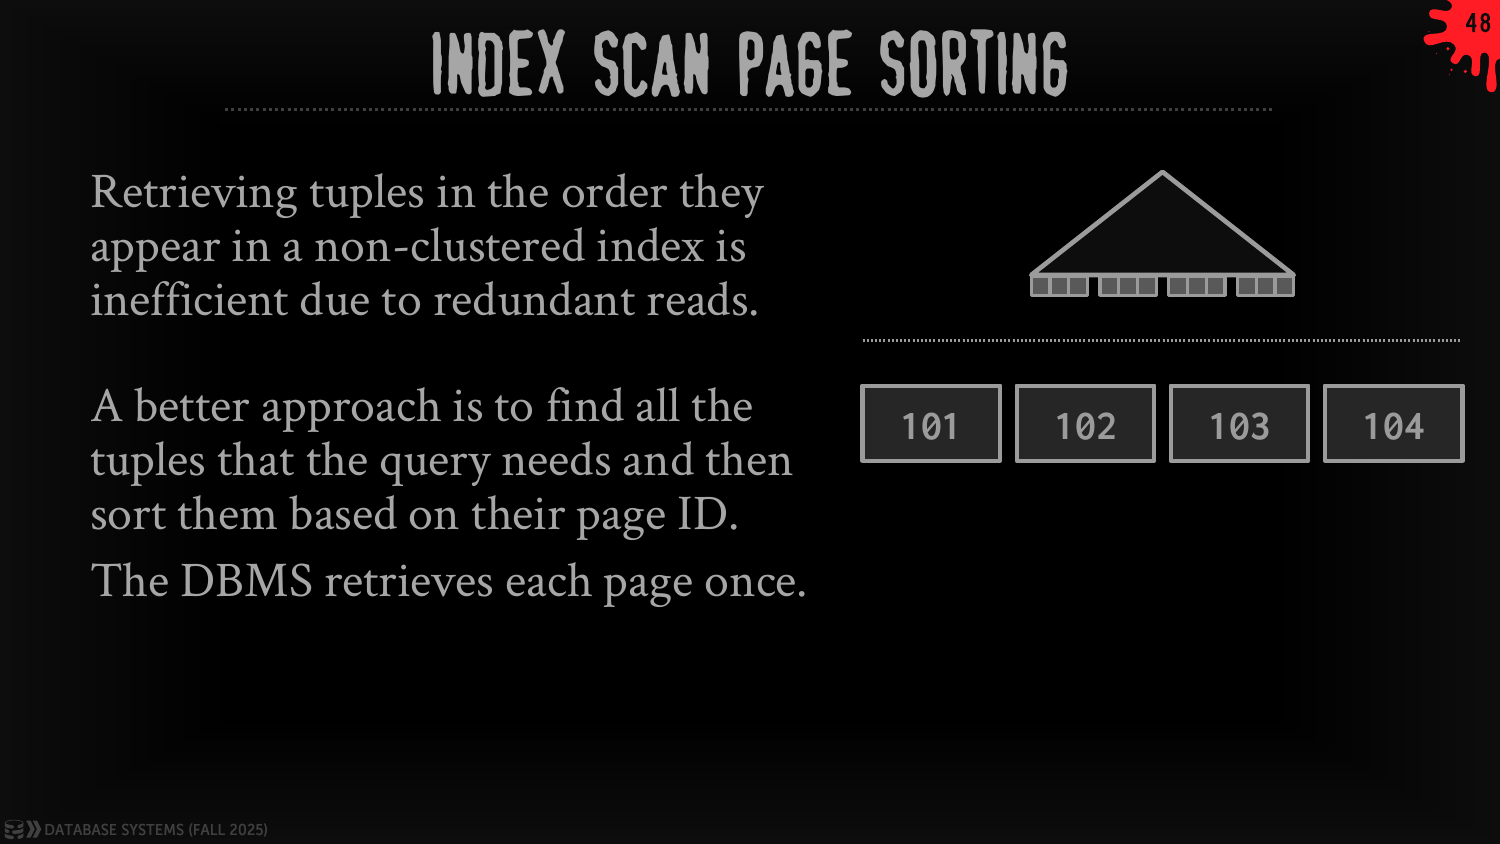 INDEX SCAN PAGE SORTING
48
Retrieving tuples in the order they
appear in a non-clustered index is
inefficient due to redundant reads.
A better approach is to find all the
tuples that the query needs and then
sort them based on their page ID.
The DBMS retrieves each page once.
101 102 103 104
DATABASE SYSTEMS (FALL 2025)